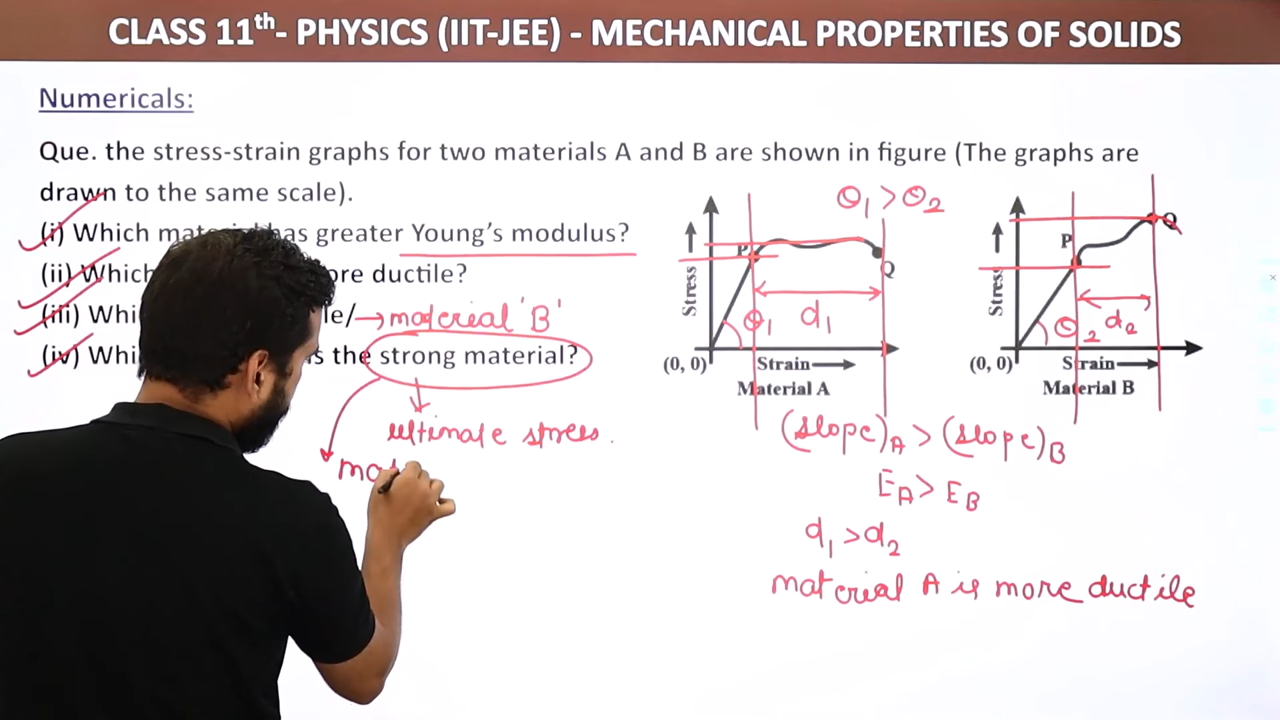 CLASS 11th- PHYSICS (IIT-JEE) - MECHANICAL PROPERTIES OF SOLIDS
Numericals:
Que. the stress-strain graphs for two materials A and B are shown in figure (The graphs are
drawn to the same scale).
(i) Which material has greater Young's modulus?
(ii) Which ore ductile?
(iii) Whi le/ → material 'B'
(iv) Whi s the strong material?
ultimate stress.
mat
θ1 > θ2
Stress
P
Q
θ1
d1
(0, 0)
Strain
Material A
Stress
P
Q
θ2
d2
(0, 0)
Strain
Material B
(slope)A > (slope)B
EA > EB
d1 > d2
material A is more ductile